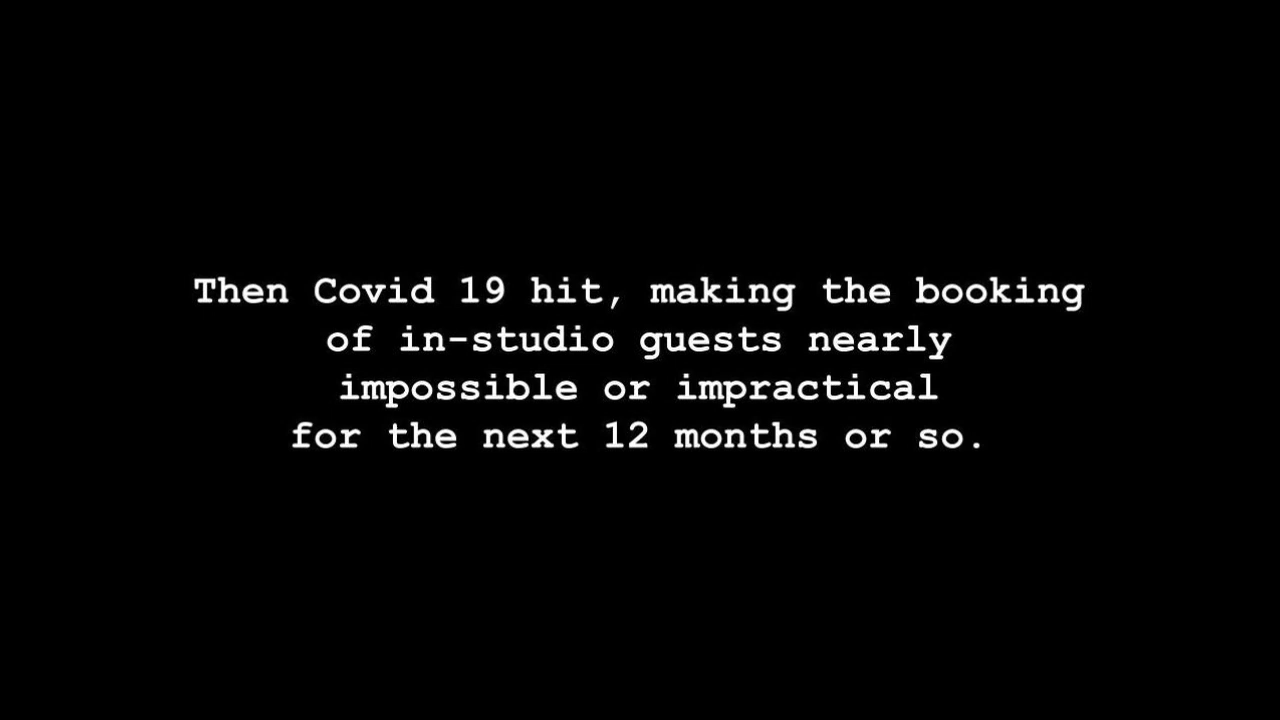 Then Covid 19 hit, making the booking
of in-studio guests nearly
impossible or impractical
for the next 12 months or so.